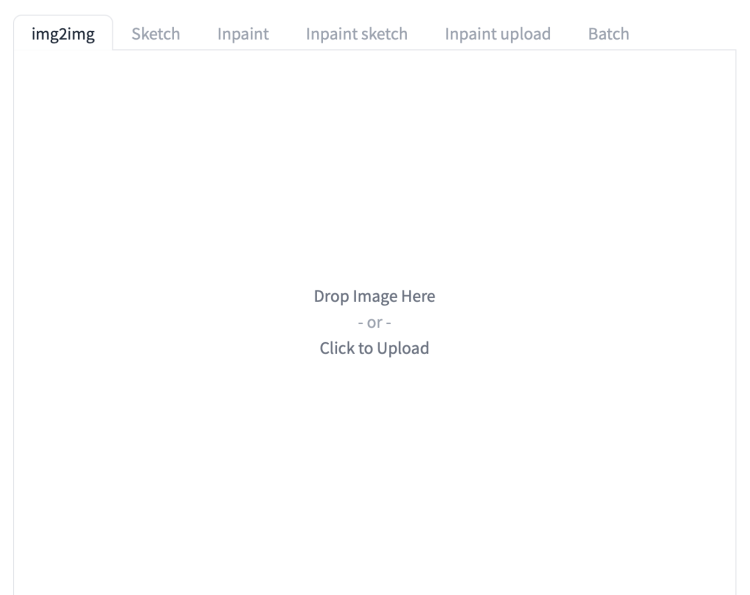 img2img Sketch Inpaint Inpaint sketch Inpaint upload Batch
Drop Image Here
- or -
Click to Upload